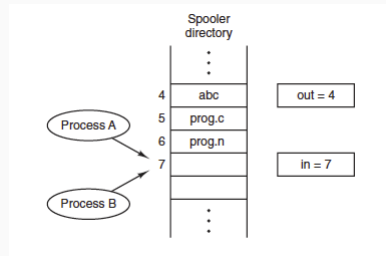 Spooler
directory
4 abc
out = 4
Process A
5 prog.c
6 prog.n
7
in = 7
Process B